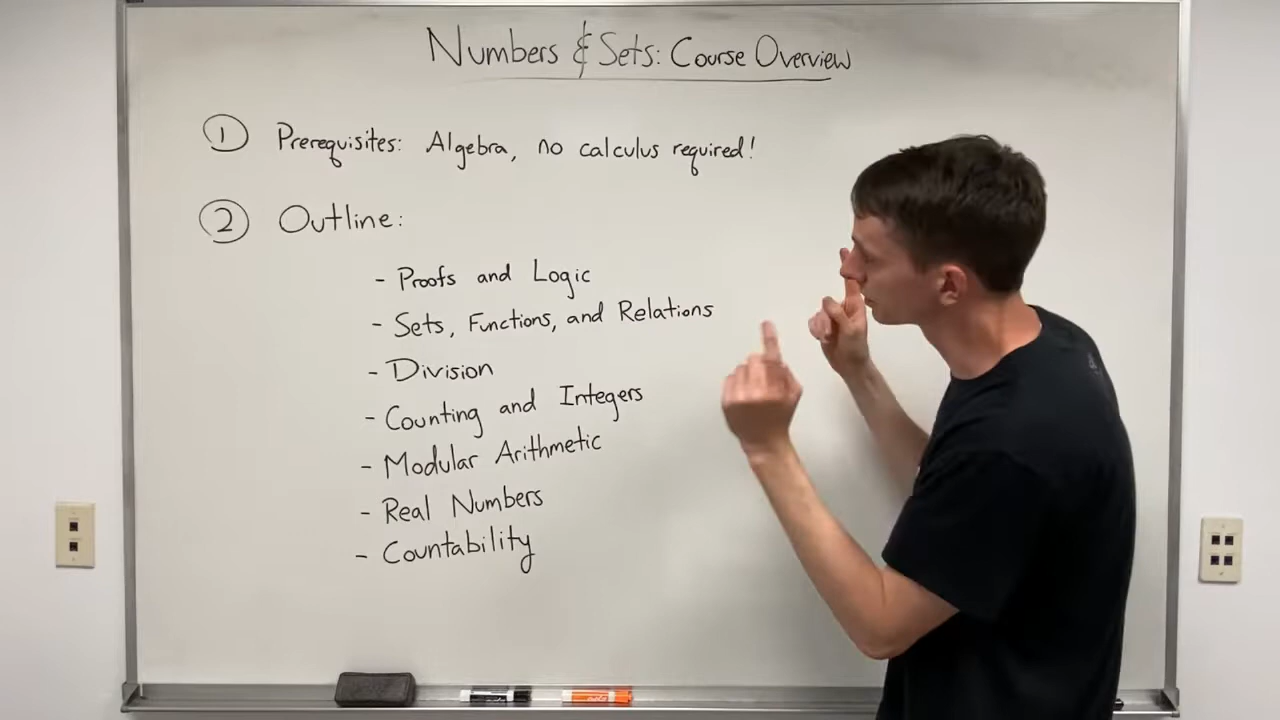 Numbers & Sets: Course Overview
① Prerequisites: Algebra, no calculus required!
② Outline:
- Proofs and Logic
- Sets, Functions, and Relations
- Division
- Counting and Integers
- Modular Arithmetic
- Real Numbers
- Countability